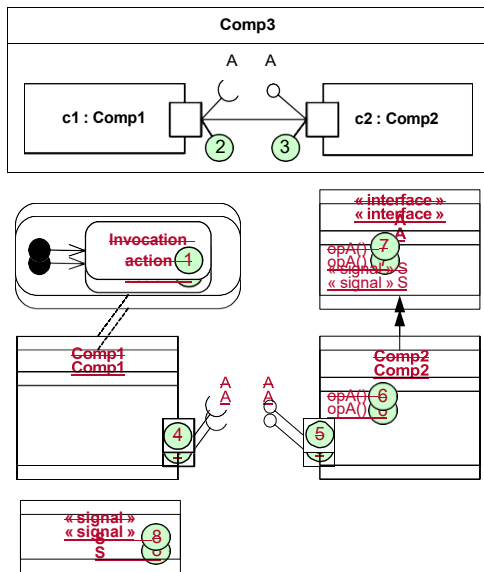 Comp3
A A
c1 : Comp1
c2 : Comp2
2 3
« interface »
« interface »
A
A
opA() 7
opA()
« signal » S
« signal » S
Invocation
action 1
Comp1
Comp1
Comp2
Comp2
A A
A A
opA() 6
opA()
4 5
« signal »
« signal »
S 8
S